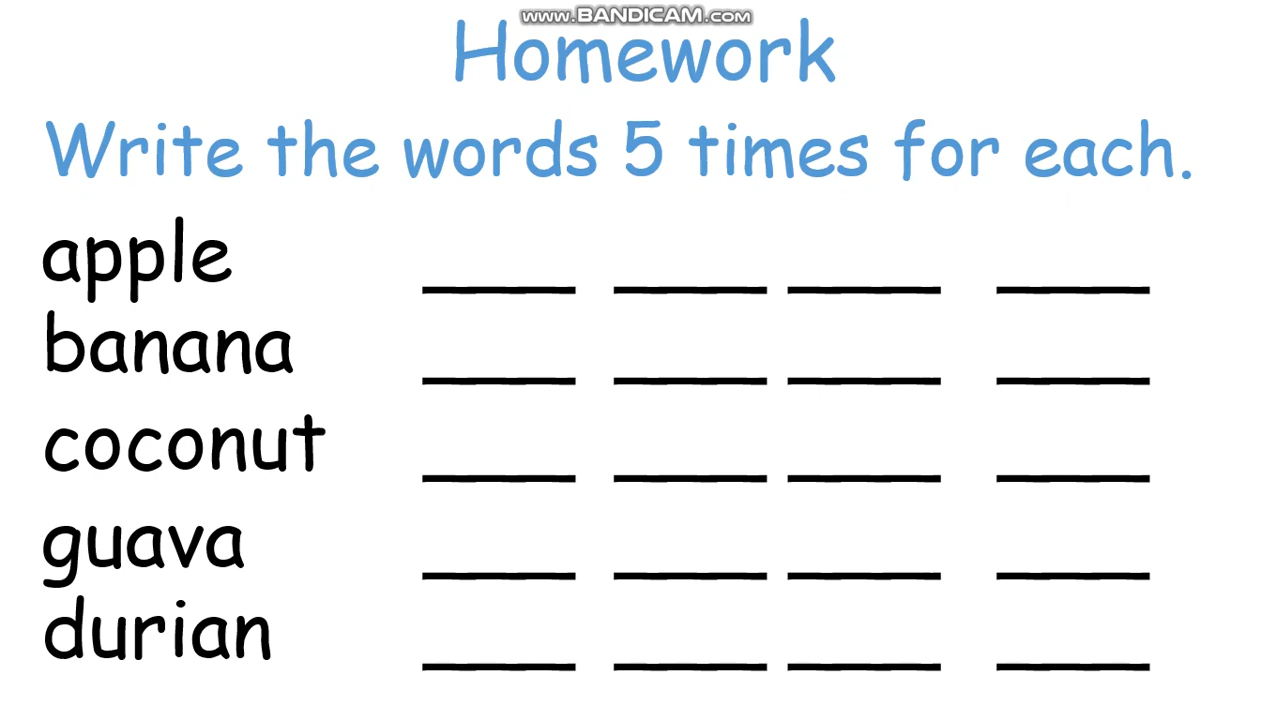 www.BANDICAM.com
Homework
Write the words 5 times for each.
apple
banana
coconut
guava
durian